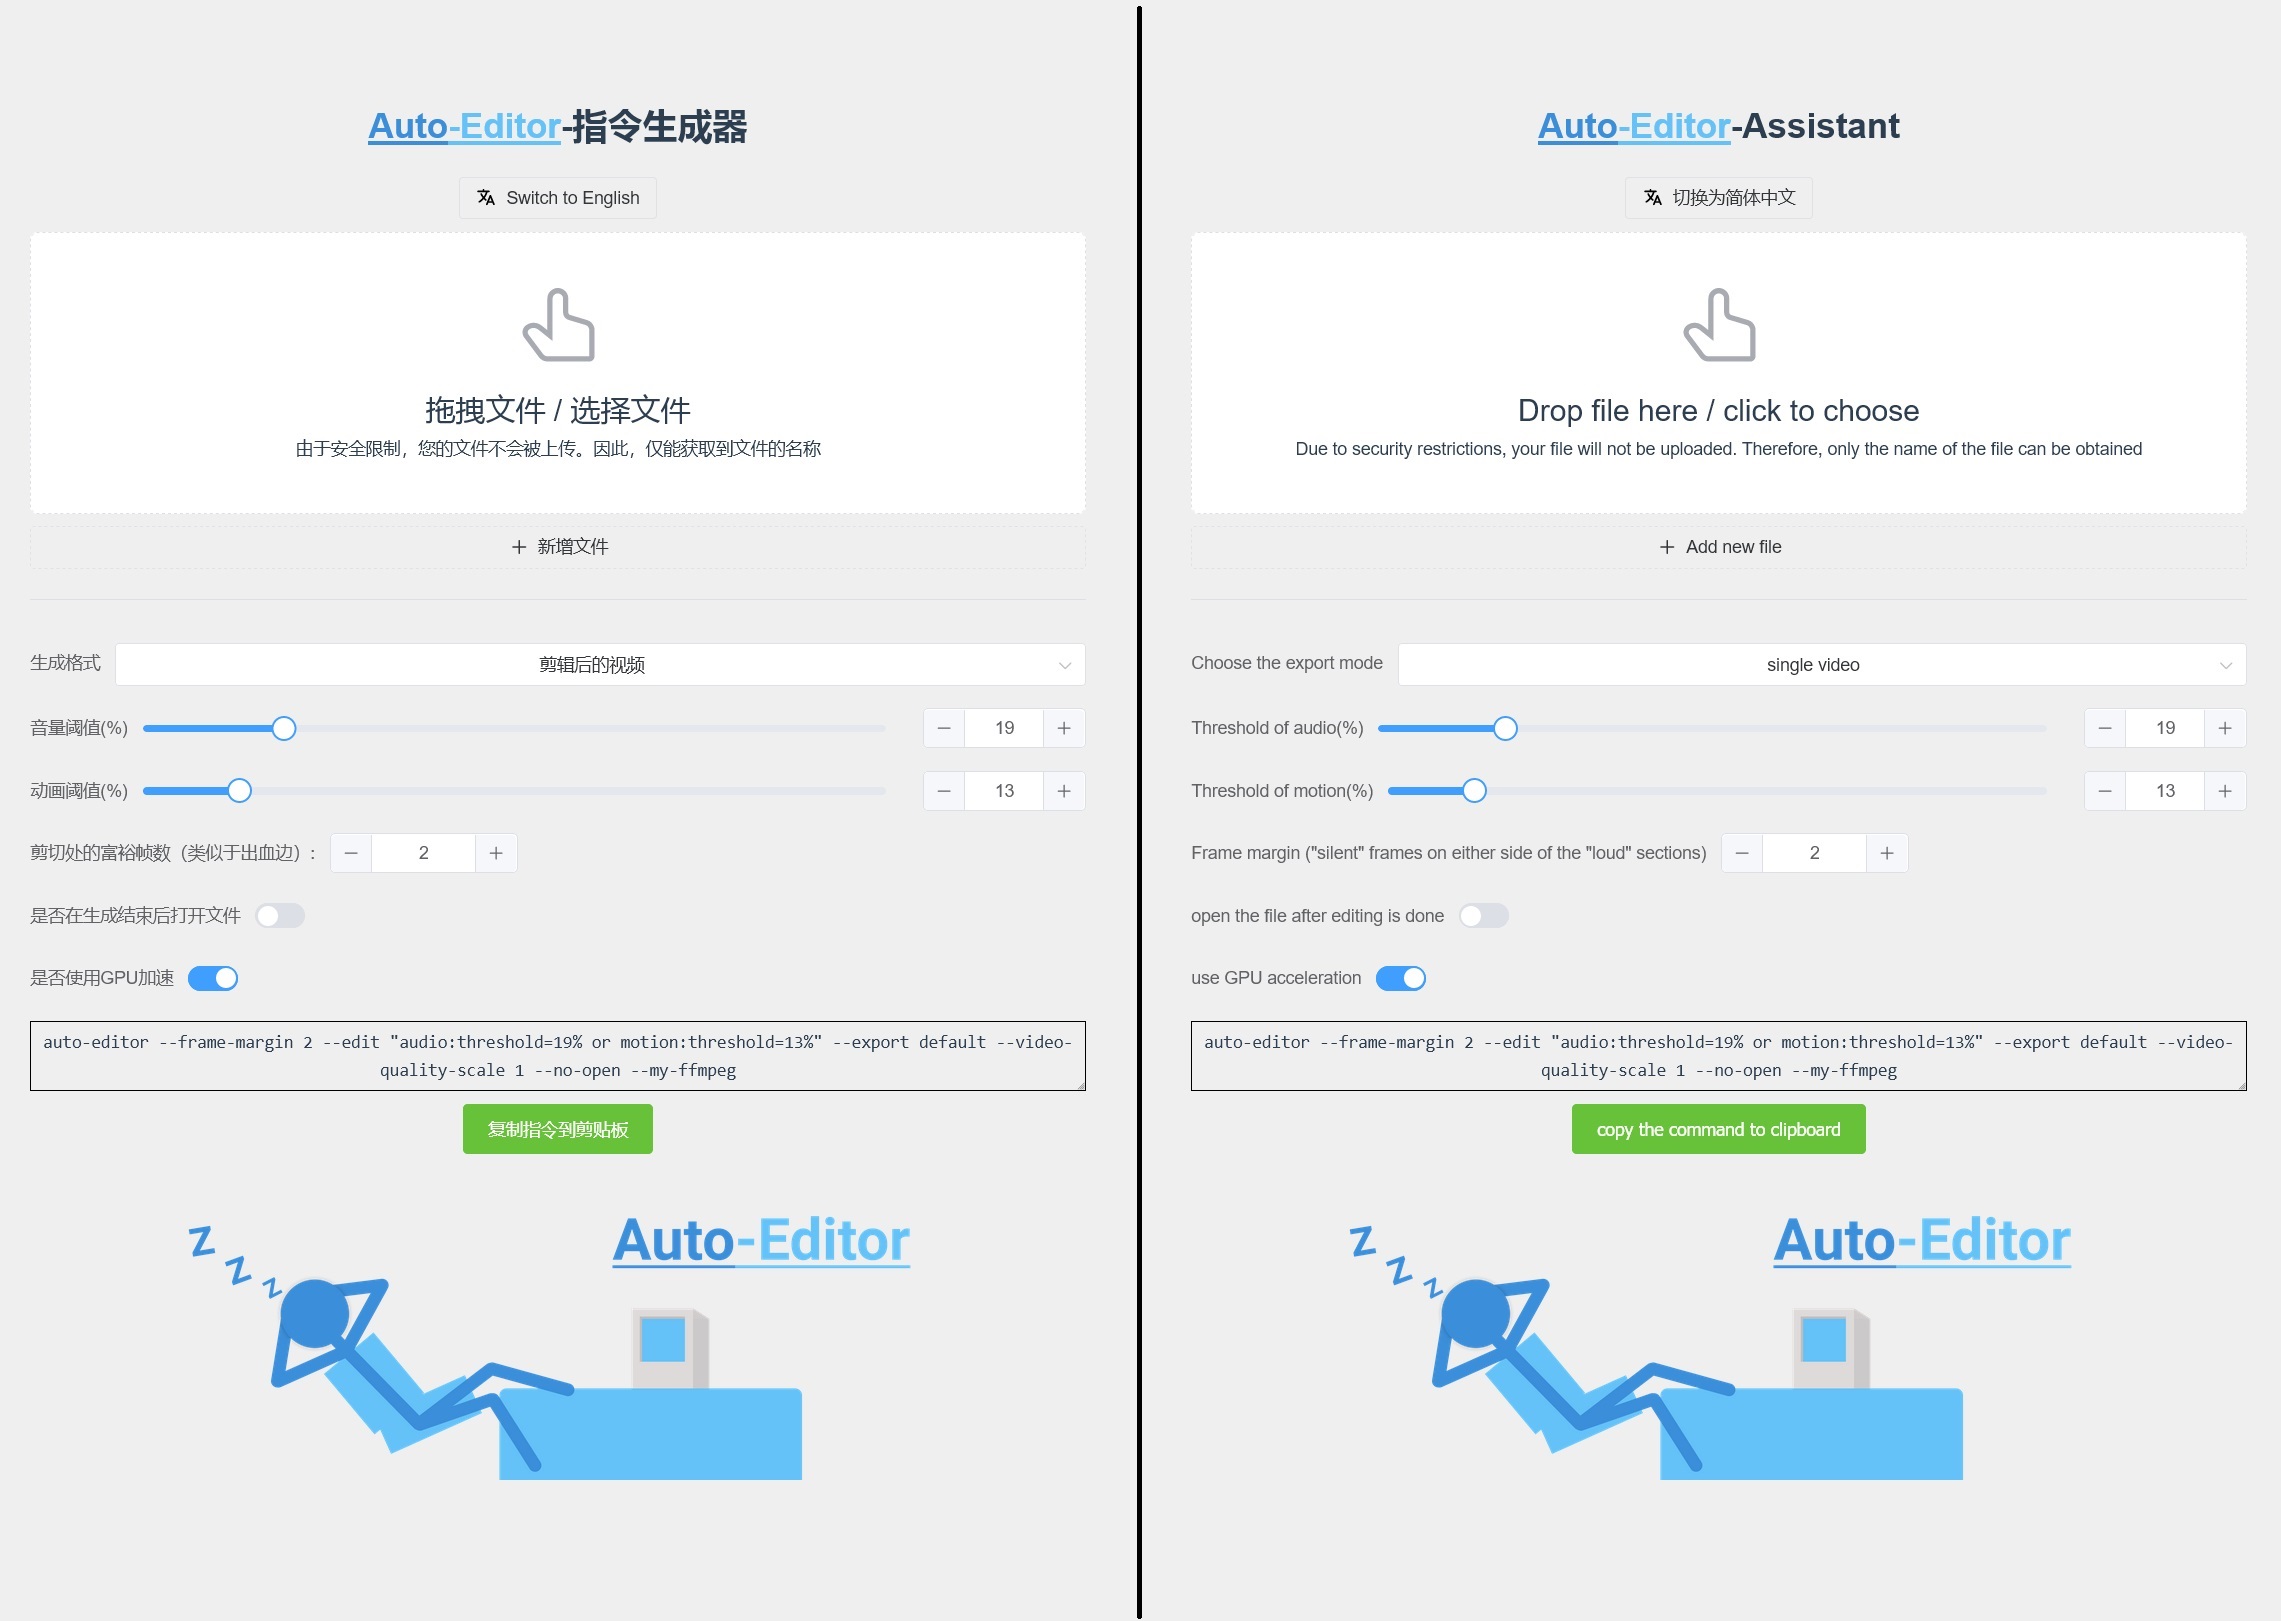 Auto-Editor-指令生成器
Switch to English
拖拽文件 / 选择文件
由于安全限制，您的文件不会被上传。因此，仅能获取到文件的名称
新增文件
生成格式 剪辑后的视频
音量阈值(%) 19
动画阈值(%) 13
剪切处的富裕帧数（类似于出血边）: 2
是否在生成结束后打开文件
是否使用GPU加速
auto-editor --frame-margin 2 --edit "audio:threshold=19% or motion:threshold=13%" --export default --video-
quality-scale 1 --no-open --my-ffmpeg
复制指令到剪贴板
Auto-Editor
z
z
z
Auto-Editor-Assistant
切换为简体中文
Drop file here / click to choose
Due to security restrictions, your file will not be uploaded. Therefore, only the name of the file can be obtained
Add new file
Choose the export mode single video
Threshold of audio(%) 19
Threshold of motion(%) 13
Frame margin ("silent" frames on either side of the "loud" sections) 2
open the file after editing is done
use GPU acceleration
auto-editor --frame-margin 2 --edit "audio:threshold=19% or motion:threshold=13%" --export default --video-
quality-scale 1 --no-open --my-ffmpeg
copy the command to clipboard
Auto-Editor
z
z
z